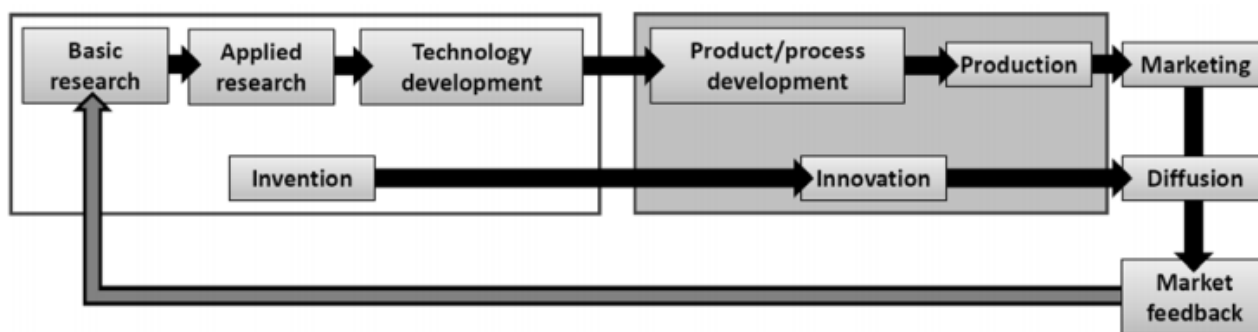 Basic
research
Applied
research
Technology
development
Product/process
development
Production
Marketing
Invention
Innovation
Diffusion
Market
feedback